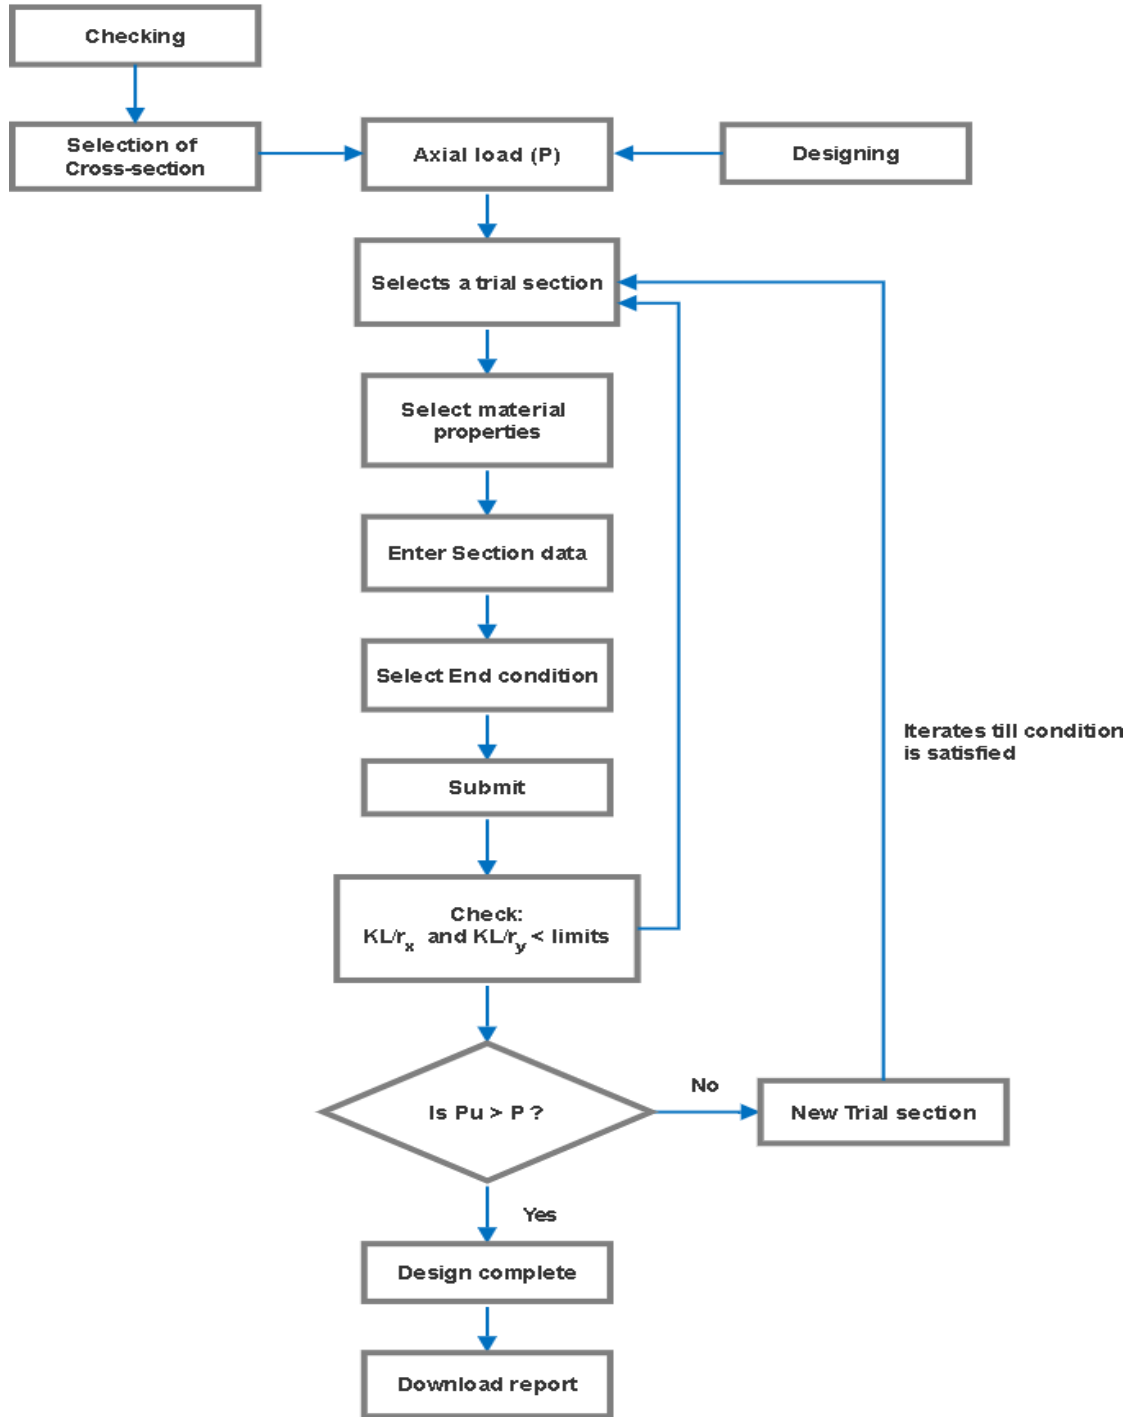 Checking
Selection of
Cross-section
Axial load (P)
Designing
Selects a trial section
Select material
properties
Enter Section data
Select End condition
Iterates till condition
is satisfied
Submit
Check:
KL/rx and KL/ry < limits
No
Is Pu > P ?
New Trial section
Yes
Design complete
Download report